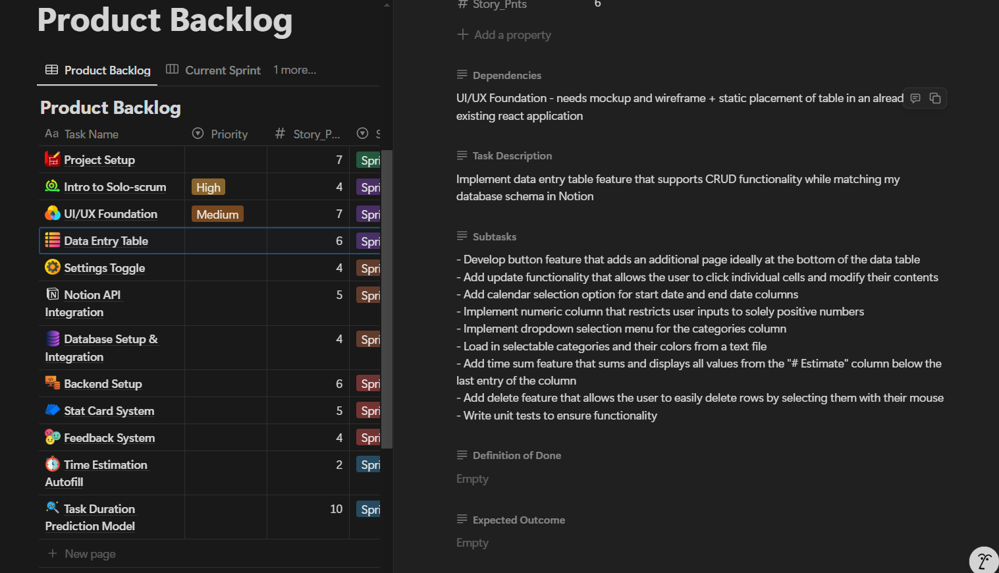 Product Backlog
Product Backlog
Current Sprint
1 more...
Product Backlog
Aa Task Name
Priority
# Story_P...
S
Project Setup
7
Spri
Intro to Solo-scrum
High
4
Spri
UI/UX Foundation
Medium
7
Spri
Data Entry Table
6
Spri
Settings Toggle
4
Spri
Notion API
Integration
5
Spri
Database Setup &
Integration
4
Spri
Backend Setup
6
Spri
Stat Card System
5
Spri
Feedback System
4
Spri
Time Estimation
Autofill
2
Spri
Task Duration
Prediction Model
10
Spri
+ New page
# Story_Pnts
6
+ Add a property
Dependencies
UI/UX Foundation - needs mockup and wireframe + static placement of table in an alread
existing react application
Task Description
Implement data entry table feature that supports CRUD functionality while matching my
database schema in Notion
Subtasks
- Develop button feature that adds an additional page ideally at the bottom of the data table
- Add update functionality that allows the user to click individual cells and modify their contents
- Add calendar selection option for start date and end date columns
- Implement numeric column that restricts user inputs to solely positive numbers
- Implement dropdown selection menu for the categories column
- Load in selectable categories and their colors from a text file
- Add time sum feature that sums and displays all values from the "# Estimate" column below the
last entry of the column
- Add delete feature that allows the user to easily delete rows by selecting them with their mouse
- Write unit tests to ensure functionality
Definition of Done
Empty
Expected Outcome
Empty